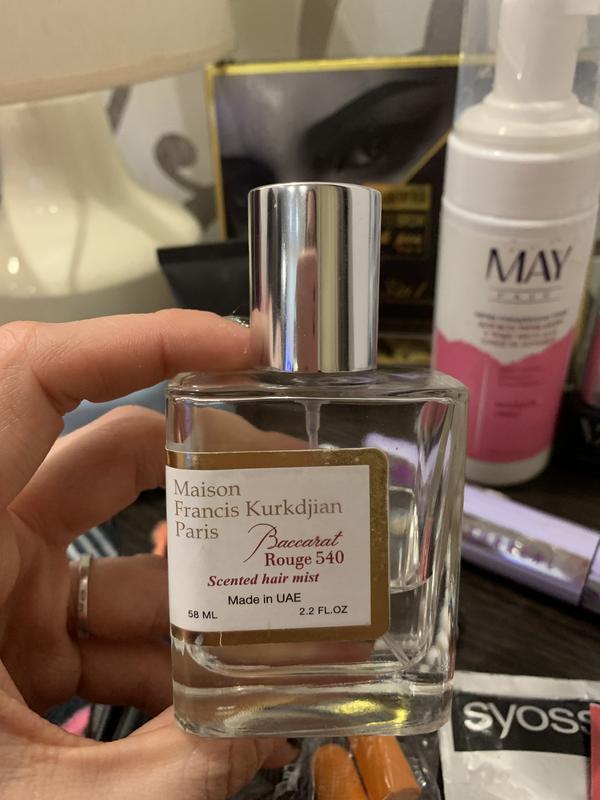 MAY
FACE
Maison
Francis Kurkdjian
Paris
Baccarat
Rouge 540
Scented hair mist
Made in UAE
58 ML 2.2 FL.OZ
syoss